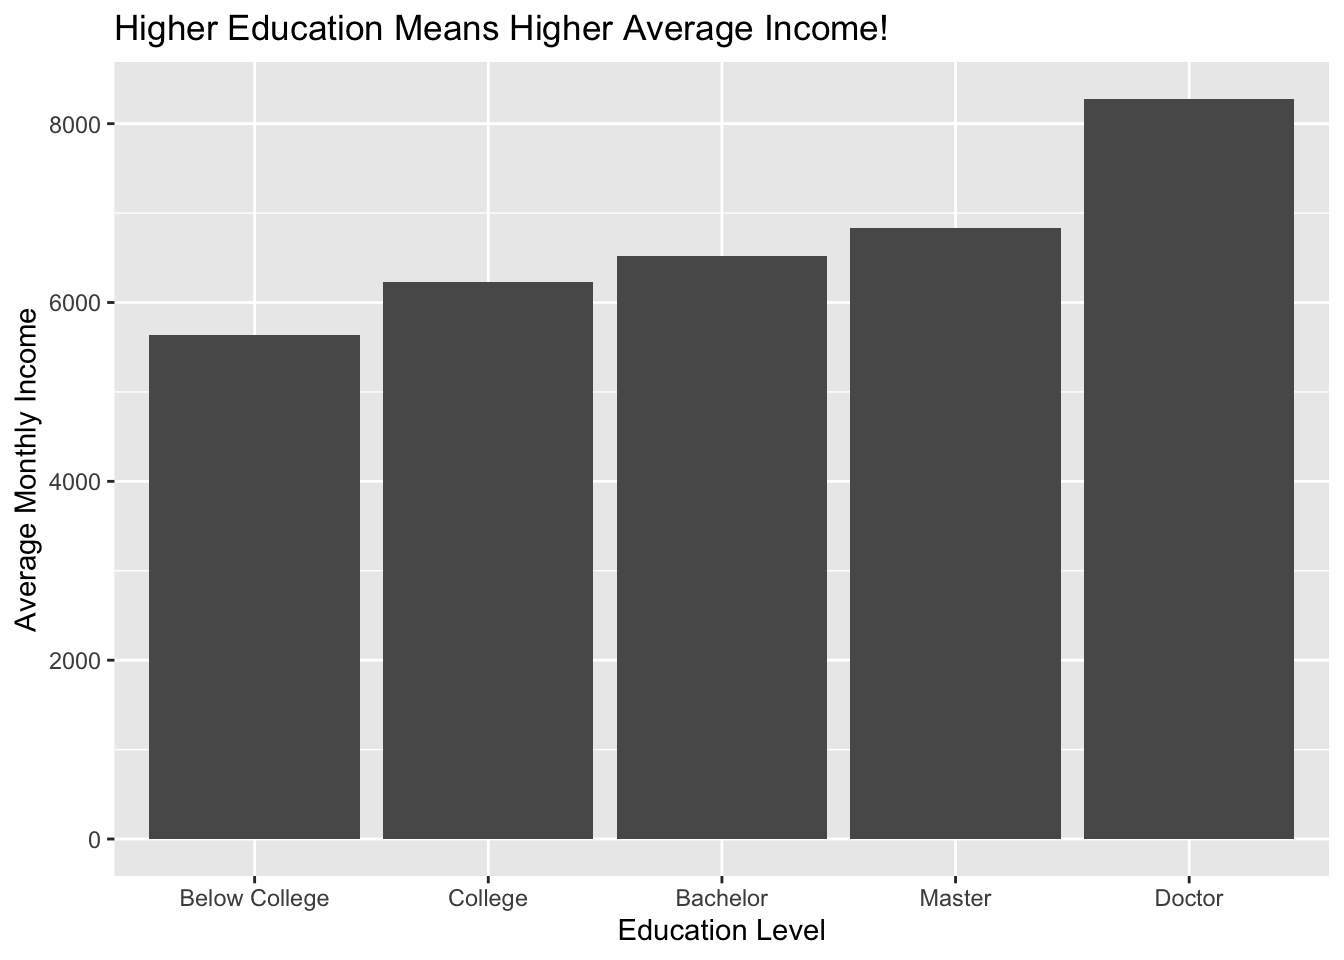 Higher Education Means Higher Average Income!
Average Monthly Income
8000
6000
4000
2000
0
Below College
College
Bachelor
Master
Doctor
Education Level